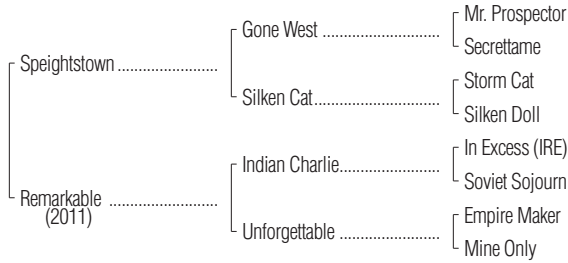 Mr. Prospector
Gone West ........................
Secrettame
Speightstown ....................
Storm Cat
Silken Cat..........................
Silken Doll
In Excess (IRE)
Indian Charlie.....................
Soviet Sojourn
Remarkable ......................
(2011)
Empire Maker
Unforgettable ....................
Mine Only